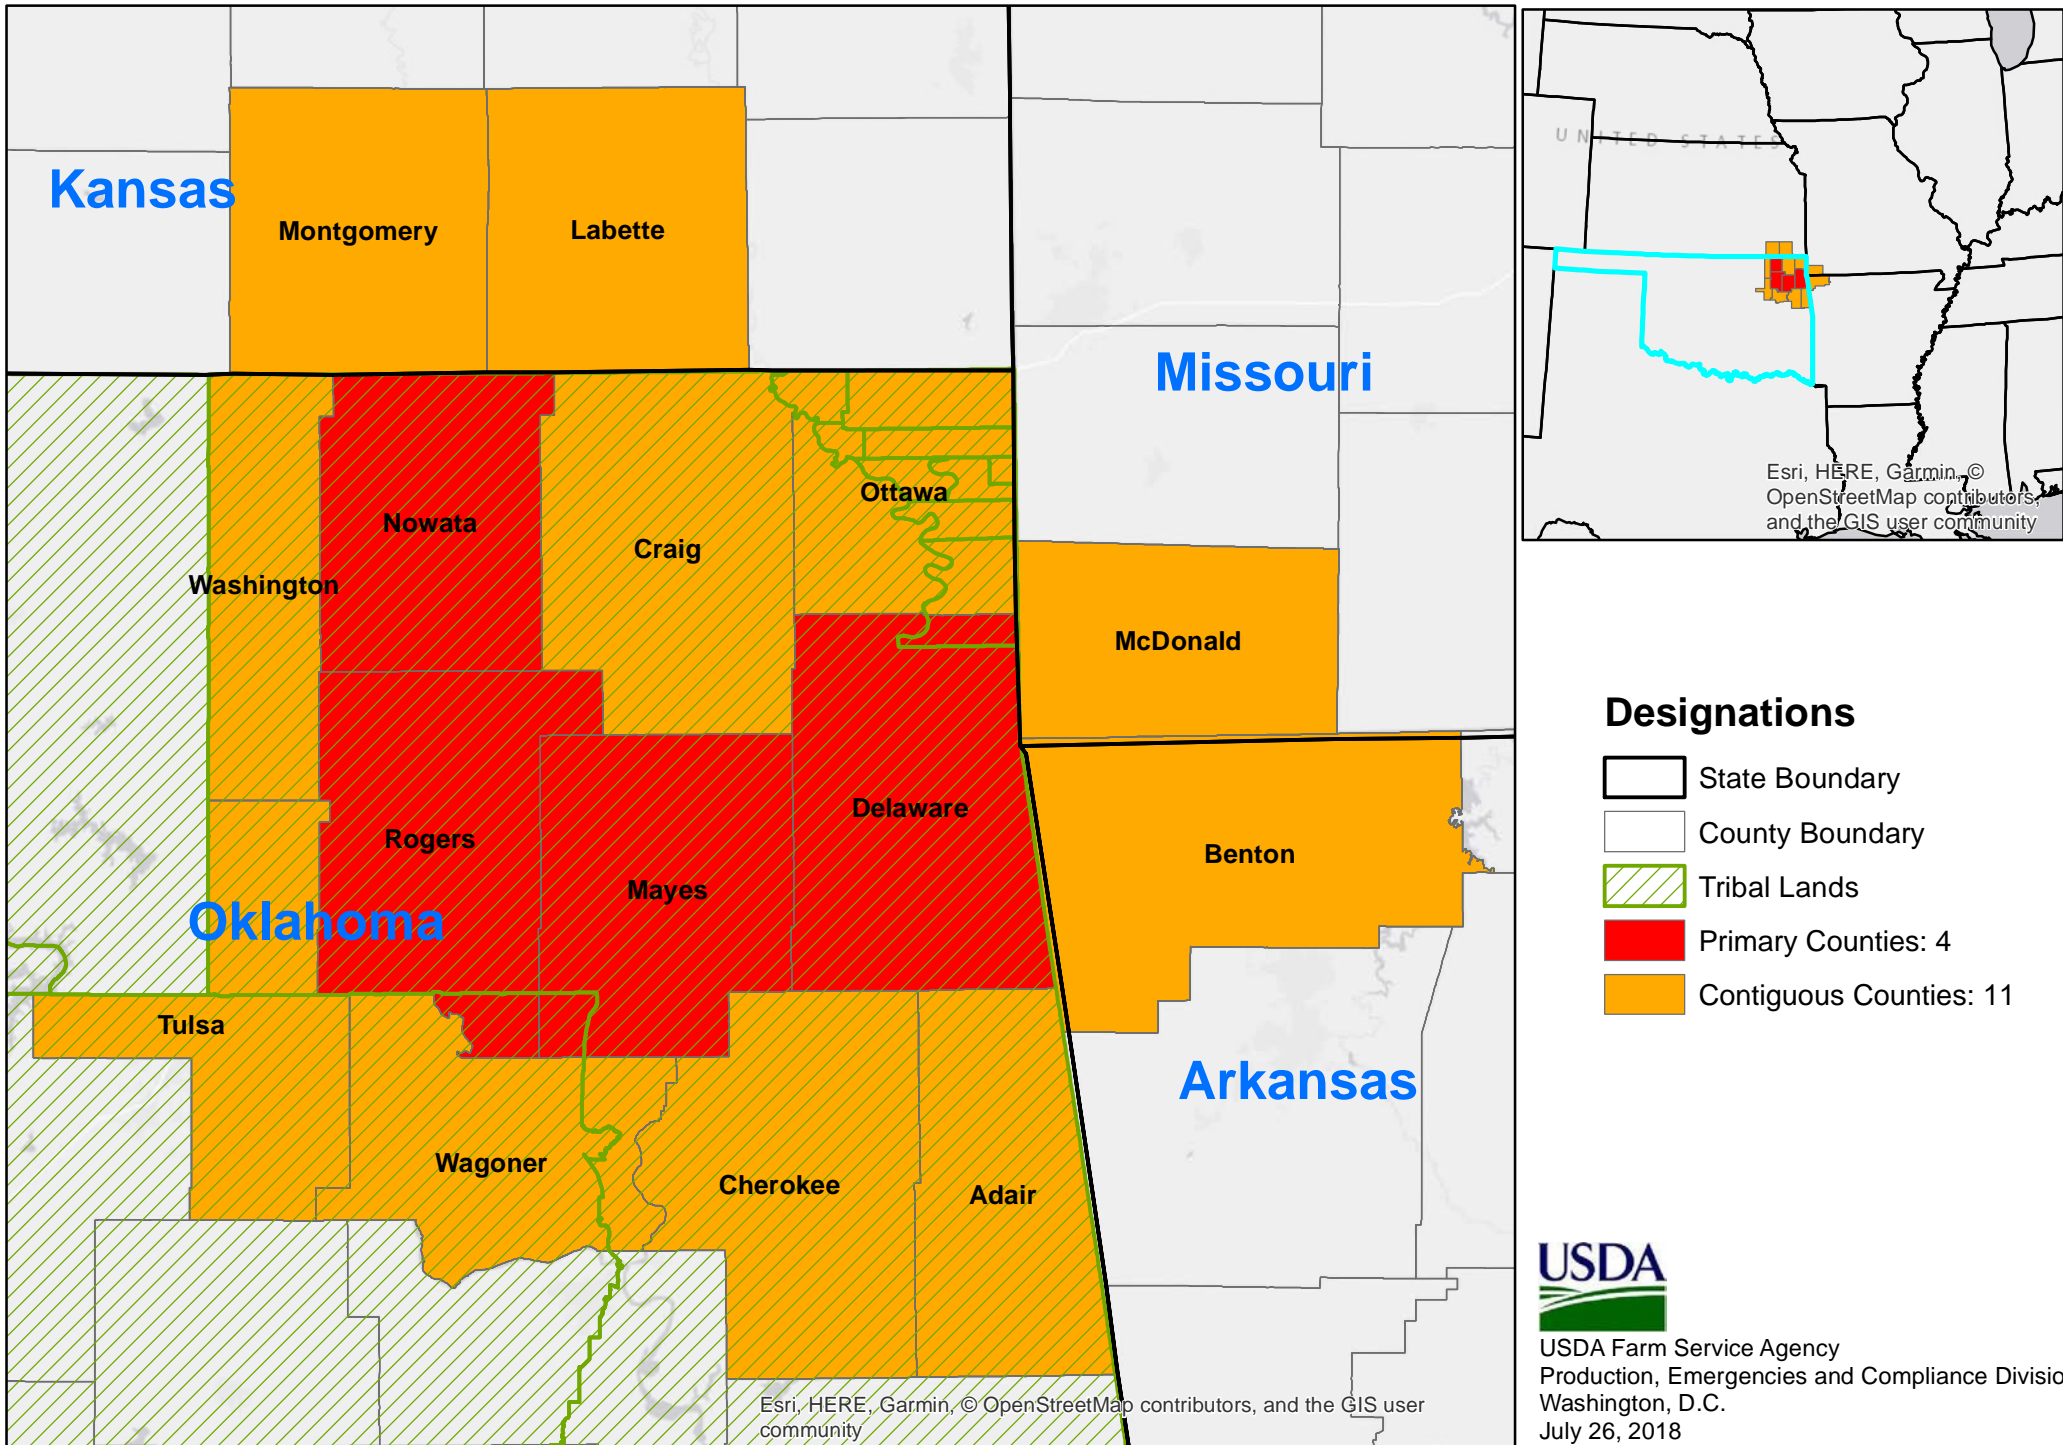 Kansas
Montgomery
Labette
Missouri
Nowata
Ottawa
Craig
Washington
McDonald
Delaware
Rogers
Benton
Mayes
Oklahoma
Tulsa
Arkansas
Wagoner
Cherokee
Adair
Esri, HERE, Garmin, © OpenStreetMap contributors, and the GIS user
community
UNITED STATES
Esri, HERE, Garmin, ©
OpenStreetMap contributors,
and the GIS user community
Designations
State Boundary
County Boundary
Tribal Lands
Primary Counties: 4
Contiguous Counties: 11
USDA
USDA Farm Service Agency
Production, Emergencies and Compliance Divisio
Washington, D.C.
July 26, 2018